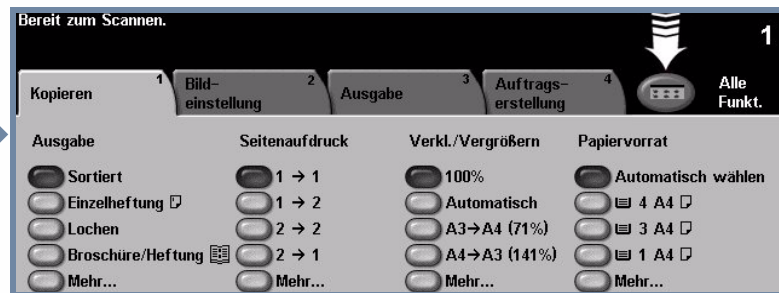 Bereit zum Scannen.
1
Kopieren 1
Bild- 2
einstellung
Ausgabe 3
Auftrags- 4
erstellung
Alle
Funkt.
Ausgabe
Sortiert
Einzelheftung
Lochen
Broschüre/Heftung
Mehr...
Seitenaufdruck
1 → 1
1 → 2
2 → 2
2 → 1
Mehr...
Verkl./Vergrößern
100%
Automatisch
A3→A4 (71%)
A4→A3 (141%)
Mehr...
Papiervorrat
Automatisch wählen
4 A4
3 A4
1 A4
Mehr...